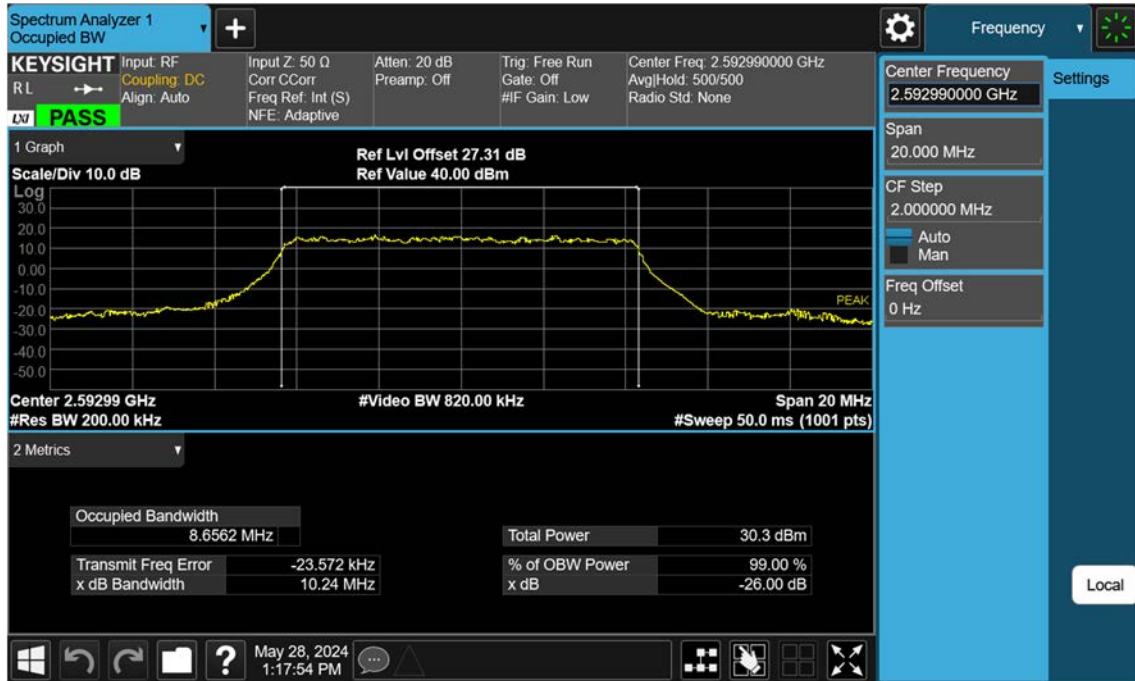 Spectrum Analyzer 1
Occupied BW
+
Frequency
KEYSIGHT
R L
LXI PASS
Input: RF
Coupling: DC
Align: Auto
Input Z: 50 Ω
Corr CCorr
Freq Ref: Int (S)
NFE: Adaptive
Atten: 20 dB
Preamp: Off
Trig: Free Run
Gate: Off
#IF Gain: Low
Center Freq: 2.592990000 GHz
Avg|Hold: 500/500
Radio Std: None
Center Frequency
2.592990000 GHz
Settings
Span
20.000 MHz
CF Step
2.000000 MHz
Auto
Man
Freq Offset
0 Hz
Local
1 Graph
Scale/Div 10.0 dB
Ref Lvl Offset 27.31 dB
Ref Value 40.00 dBm
Log
30.0
20.0
10.0
0.00
-10.0
-20.0
-30.0
-40.0
-50.0
PEAK
Center 2.59299 GHz
#Video BW 820.00 kHz
Span 20 MHz
#Res BW 200.00 kHz
#Sweep 50.0 ms (1001 pts)
2 Metrics
Occupied Bandwidth
8.6562 MHz
Total Power 30.3 dBm
Transmit Freq Error -23.572 kHz
% of OBW Power 99.00 %
x dB Bandwidth 10.24 MHz
x dB -26.00 dB
?
May 28, 2024
1:17:54 PM